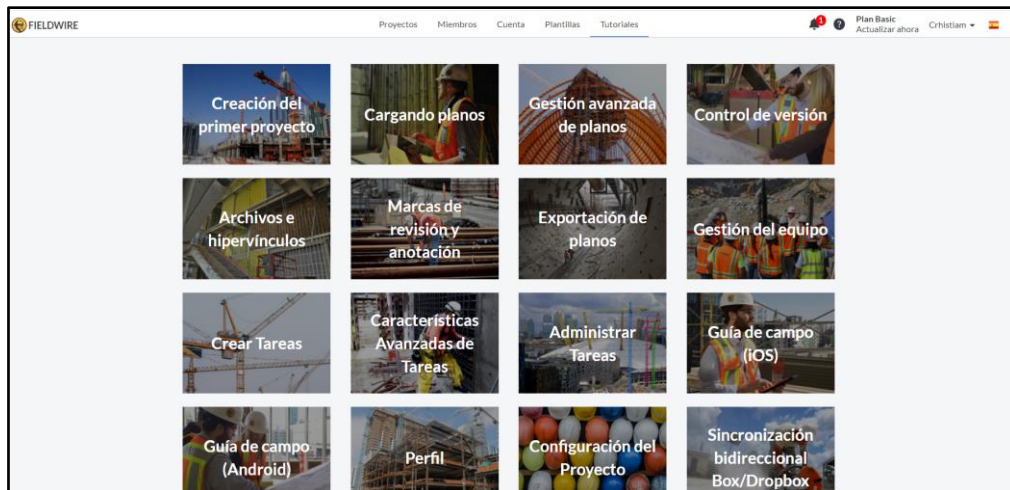 FIELDWIRE
Proyectos Miembros Cuenta Plantillas Tutoriales
1 ? Plan Basic
Actualizar ahora
Crhistiam
Creación del
primer proyecto
Cargando planos
Gestión avanzada
de planos
Control de versión
Archivos e
hipervínculos
Marcas de
revisión y
anotación
Exportación de
planos
Gestión del equipo
Crear Tareas
Características
Avanzadas de
Tareas
Administrar
Tareas
Guía de campo
(iOS)
Guía de campo
(Android)
Perfil
Configuración del
Proyecto
Sincronización
bidireccional
Box/Dropbox